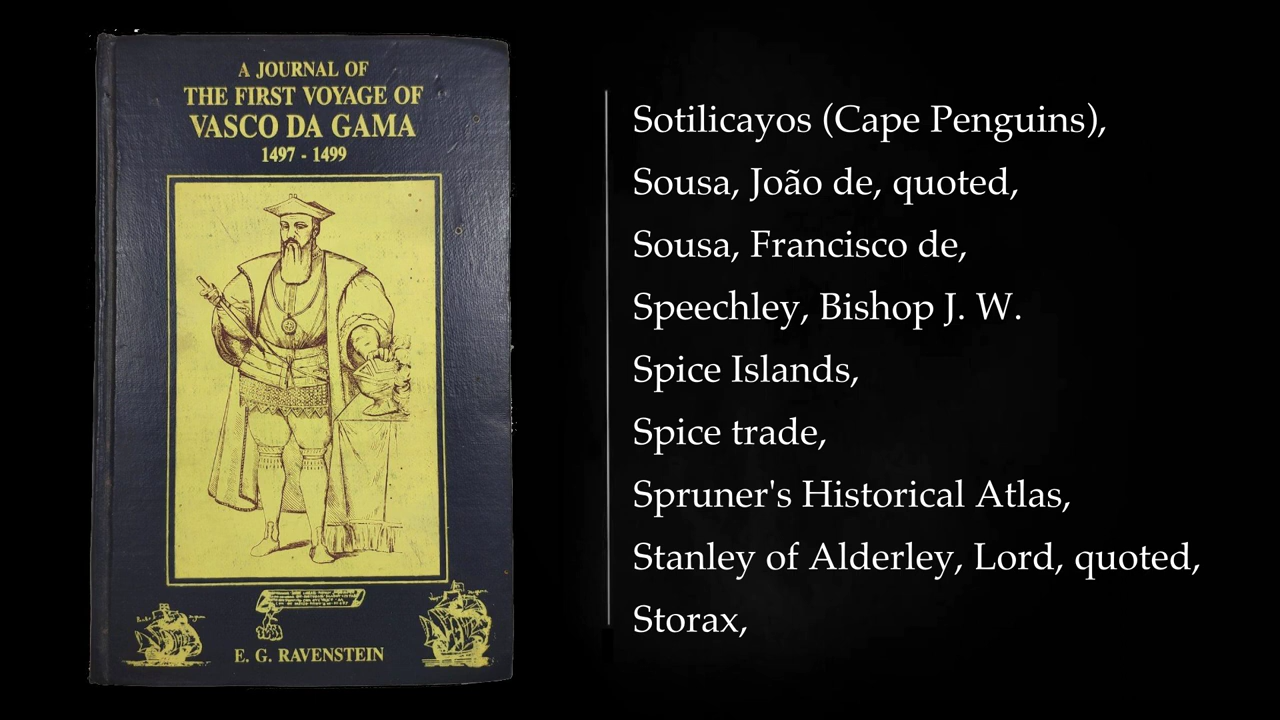 A JOURNAL OF
THE FIRST VOYAGE OF
VASCO DA GAMA
1497 - 1499
E. G. RAVENSTEIN
Sotilicayos (Cape Penguins),
Sousa, João de, quoted,
Sousa, Francisco de,
Speechley, Bishop J. W.
Spice Islands,
Spice trade,
Spruner's Historical Atlas,
Stanley of Alderley, Lord, quoted,
Storax,